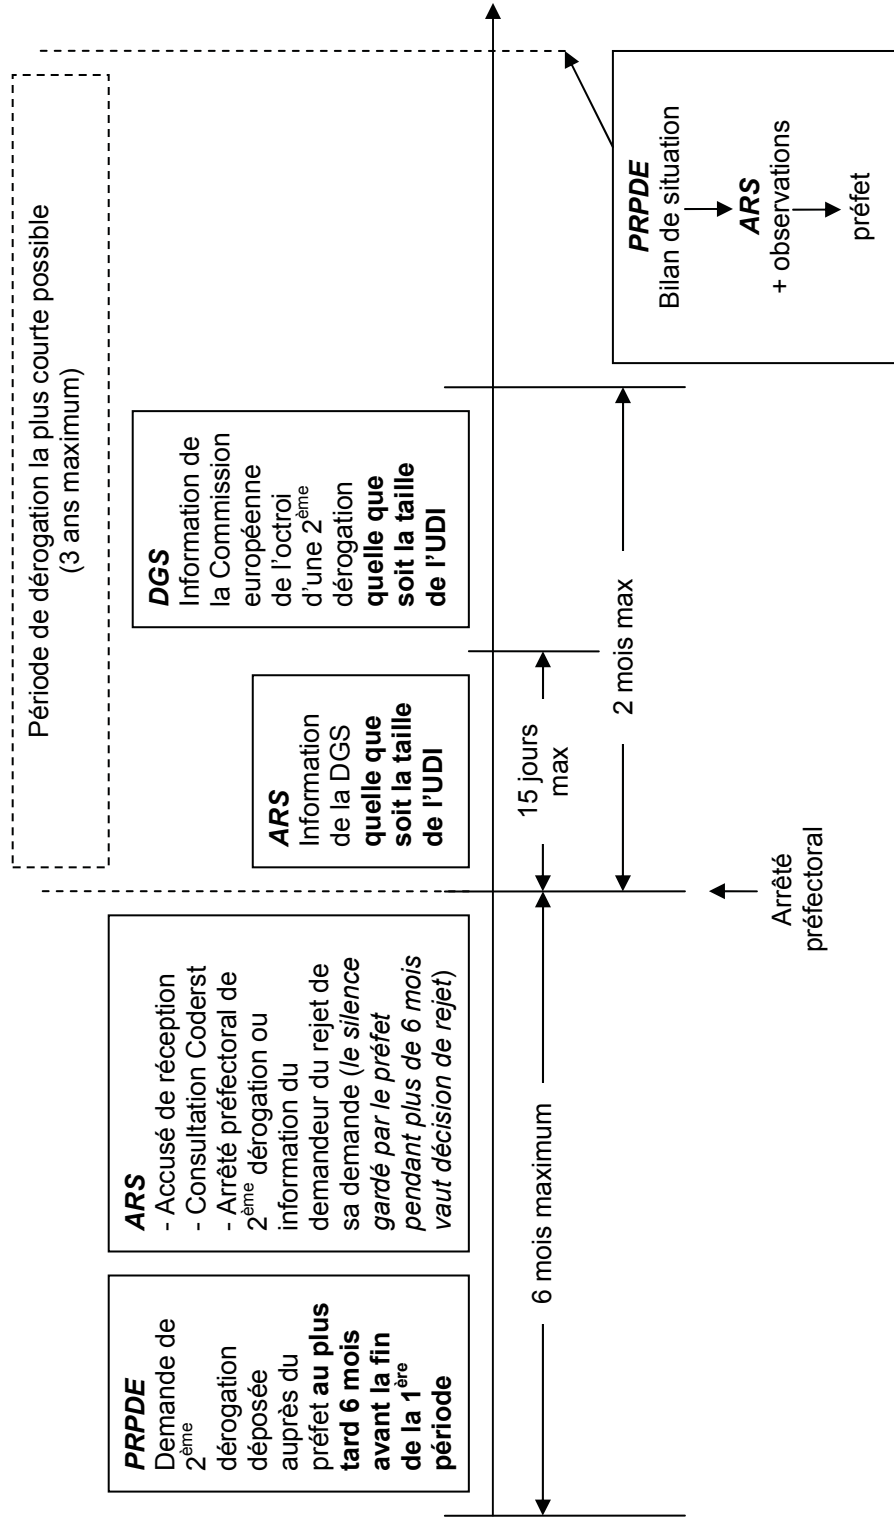 Période de dérogation la plus courte possible
(3 ans maximum)
PRPDE
Demande de
2ème
dérogation
déposée
auprès du
préfet au plus
tard 6 mois
avant la fin
de la 1ère
période
ARS
- Accusé de réception
- Consultation Coderst
- Arrêté préfectoral de
2ème dérogation ou
information du
demandeur du rejet de
sa demande (le silence
gardé par le préfet
pendant plus de 6 mois
vaut décision de rejet)
ARS
Information
de la DGS
quelle que
soit la taille
de l’UDI
DGS
Information de
la Commission
européenne
de l’octroi
d’une 2ème
dérogation
quelle que
soit la taille
de l’UDI
6 mois maximum
15 jours
max
2 mois max
Arrêté
préfectoral
PRPDE
Bilan de situation
ARS
+ observations
préfet